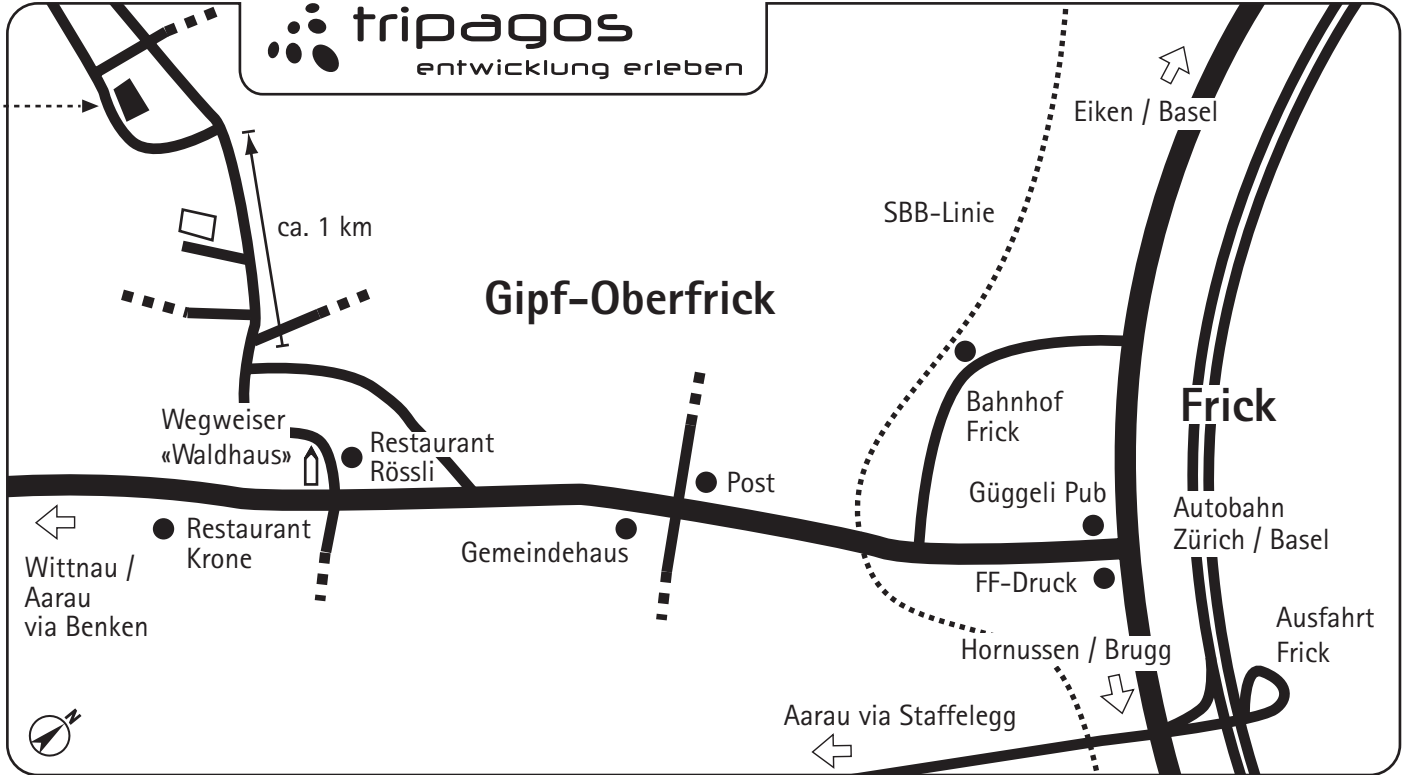 tripagos
entwicklung erleben
Eiken / Basel
SBB-Linie
ca. 1 km
Gipf-Oberfrick
Bahnhof
Frick
Frick
Wegweiser
«Waldhaus»
Restaurant
Rössli
Post
Güggeli Pub
Autobahn
Zürich / Basel
Restaurant
Krone
Gemeindehaus
FF-Druck
Wittnau /
Aarau
via Benken
Hornussen / Brugg
Ausfahrt
Frick
Aarau via Staffelegg
N